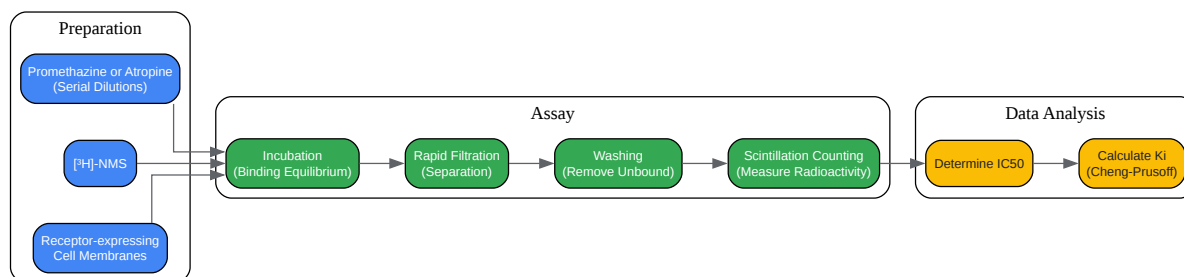 Preparation
Promethazine or Atropine
(Serial Dilutions)
[³H]-NMS
Receptor-expressing
Cell Membranes
Assay
Incubation
(Binding Equilibrium)
Rapid Filtration
(Separation)
Washing
(Remove Unbound)
Scintillation Counting
(Measure Radioactivity)
Data Analysis
Determine IC50
Calculate Ki
(Cheng-Prusoff)